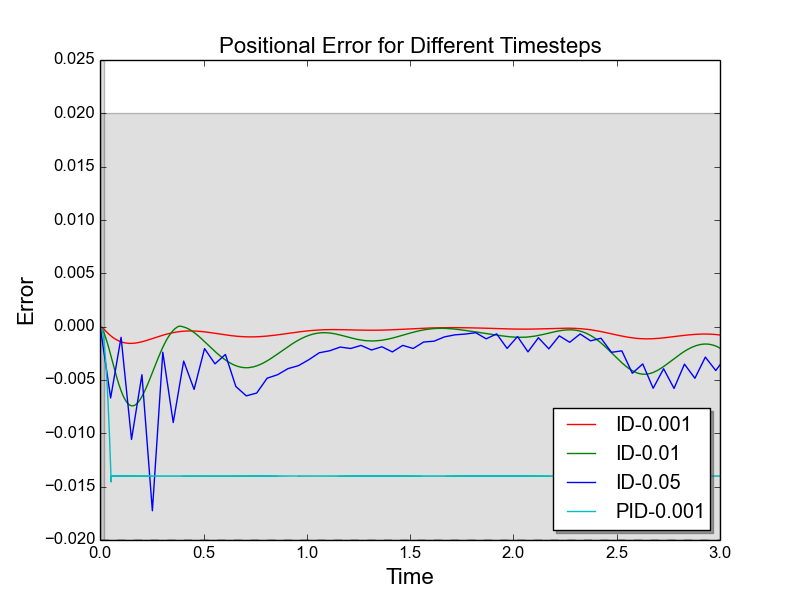 Positional Error for Different Timesteps
0.025
0.020
0.015
0.010
0.005
0.000
−0.005
−0.010
−0.015
−0.020
Error
ID-0.001
ID-0.01
ID-0.05
PID-0.001
0.0 0.5 1.0 1.5 2.0 2.5 3.0
Time